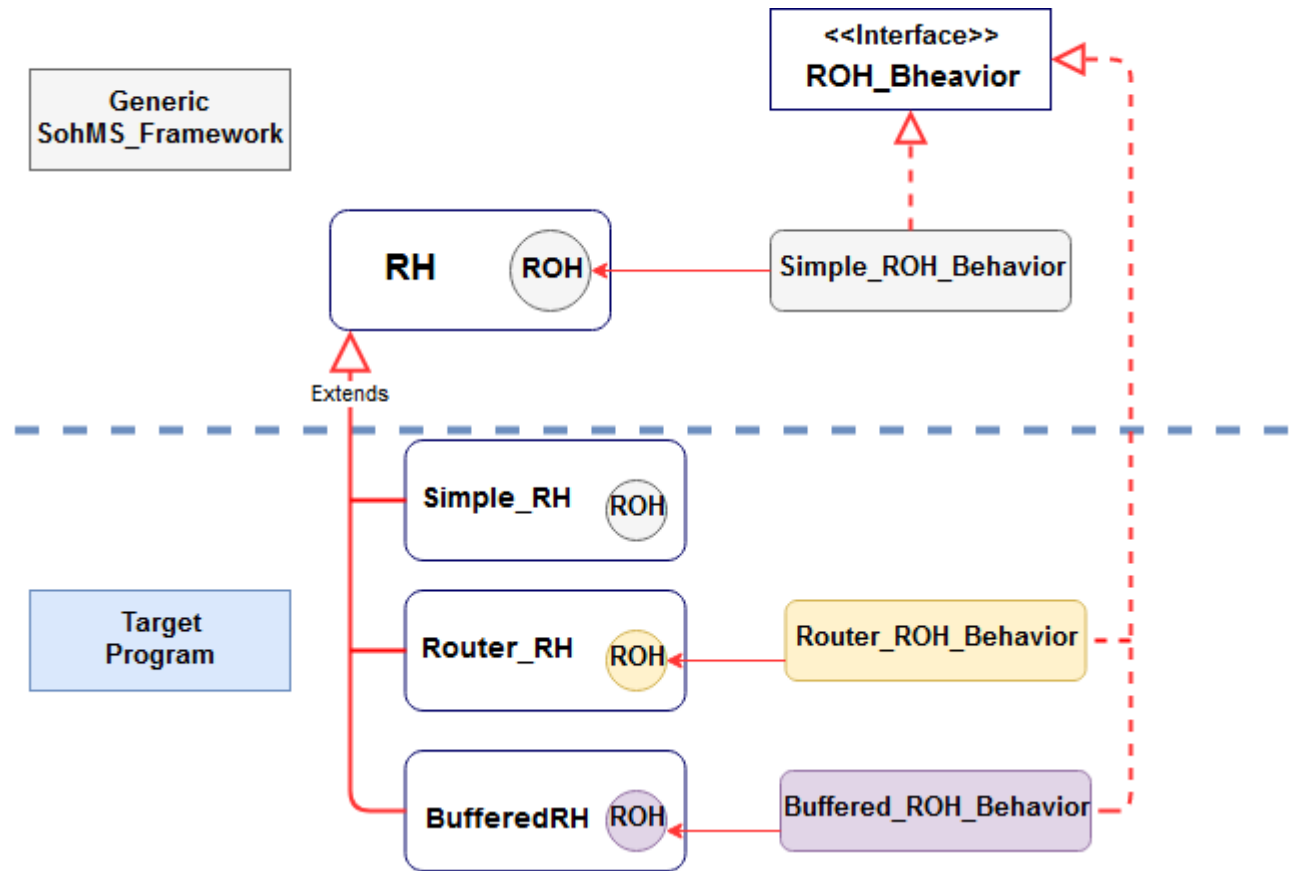 <<Interface>>
ROH_Bheavior
Generic
SohMS_Framework
RH
ROH
Simple_ROH_Behavior
Extends
Simple_RH
ROH
Target
Program
Router_RH
ROH
Router_ROH_Behavior
BufferedRH
ROH
Buffered_ROH_Behavior